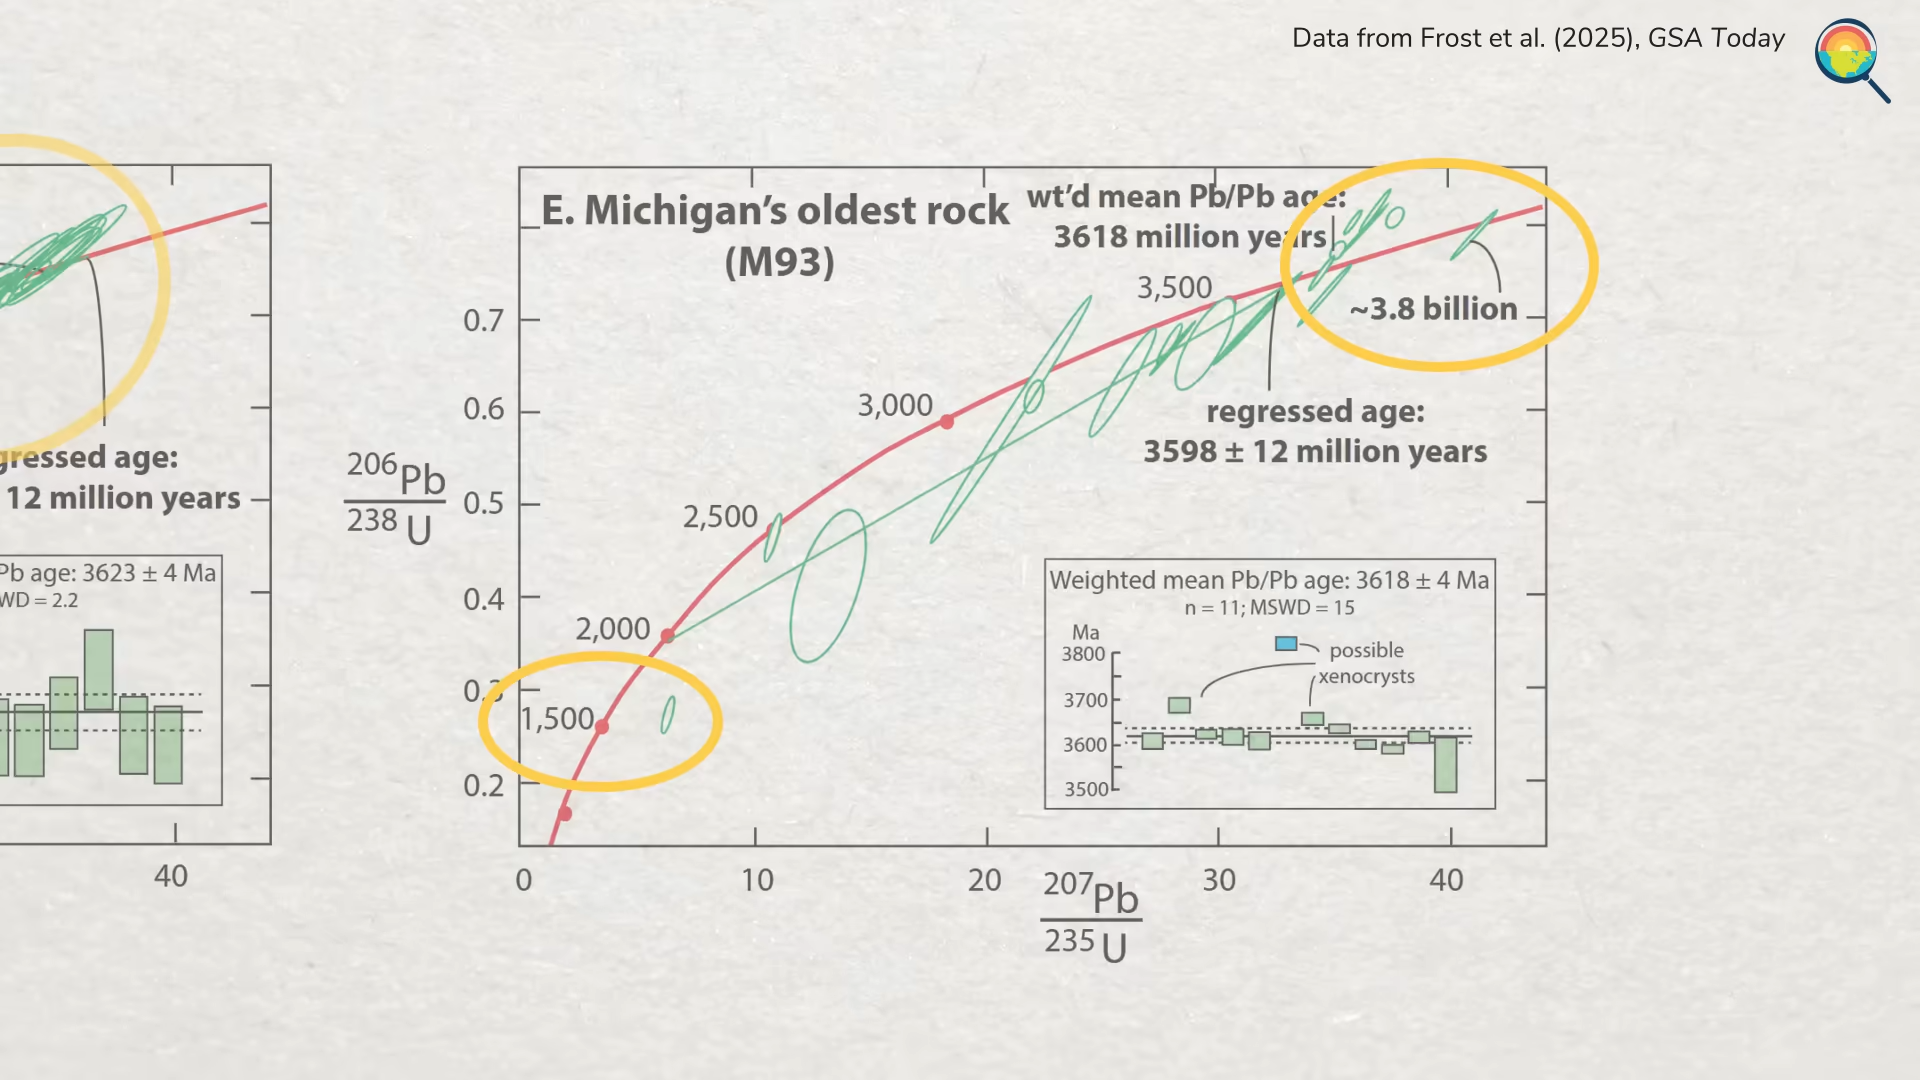 Data from Frost et al. (2025), GSA Today
gressed age:
12 million years
Pb age: 3623 ± 4 Ma
WD = 2.2
40
E. Michigan’s oldest rock
(M93)
wt’d mean Pb/Pb age:
3618 million years
3,500
~3.8 billion
regressed age:
3598 ± 12 million years
3,000
2,500
2,000
1,500
0.7
0.6
0.5
0.4
0.3
0.2
206Pb
238U
Weighted mean Pb/Pb age: 3618 ± 4 Ma
n = 11; MSWD = 15
Ma
3800
3700
3600
3500
possible
xenocrysts
0 10 20 30 40
207Pb
235U